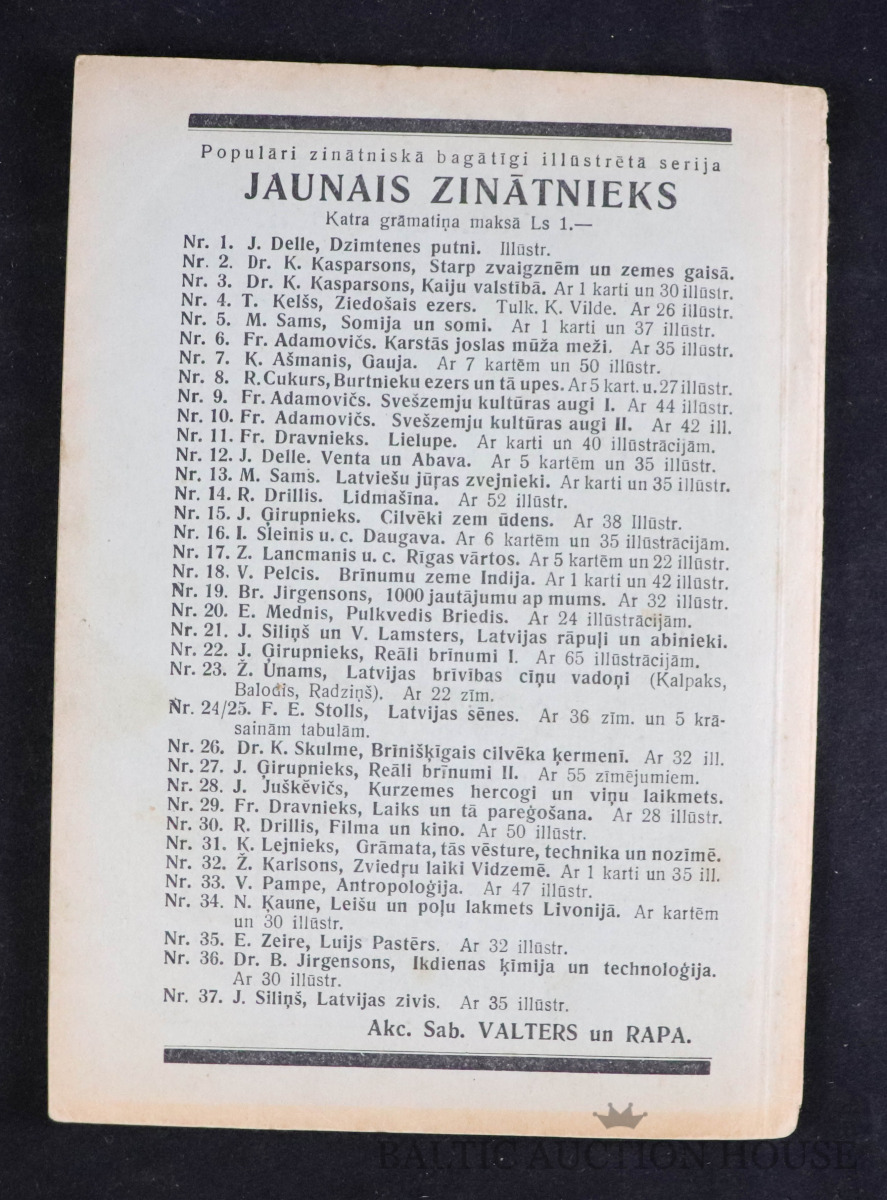 Populāri zinātniskā bagātīgi illūstrētā serija
JAUNAIS ZINĀTNIEKS
Katra grāmatiņa maksā Ls 1.—
Nr. 1. J. Delle, Dzimtenes putni. Illūstr.
Nr. 2. Dr. K. Kasparsons, Starp zvaigznēm un zemes gaisā.
Nr. 3. Dr. K. Kasparsons, Kaiju valstībā. Ar 1 karti un 30 illūstr.
Nr. 4. T. Ķelšs, Ziedošais ezers. Tulk. K. Vilde. Ar 26 illūstr.
Nr. 5. M. Sams, Somija un somi. Ar 1 karti un 37 illūstr.
Nr. 6. Fr. Adamovičs. Karstās joslas mūža meži. Ar 35 illūstr.
Nr. 7. K. Ašmanis, Gauja. Ar 7 kartēm un 50 illūstr.
Nr. 8. R. Cukurs, Burtnieku ezers un tā upes. Ar 5 kart. u. 27 illūstr.
Nr. 9. Fr. Adamovičs. Svešzemju kultūras augi I. Ar 44 illūstr.
Nr. 10. Fr. Adamovičs. Svešzemju kultūras augi II. Ar 42 ill.
Nr. 11. Fr. Dravnieks. Lielupe. Ar karti un 40 illūstrācijām.
Nr. 12. J. Delle. Venta un Abava. Ar 5 kartēm un 35 illūstr.
Nr. 13. M. Sams. Latviešu jūŗas zvejnieki. Ar karti un 35 illūstr.
Nr. 14. R. Drillis. Lidmašīna. Ar 52 illūstr.
Nr. 15. J. Ģirupnieks. Cilvēki zem ūdens. Ar 38 Illūstr.
Nr. 16. I. Sleinis u. c. Daugava. Ar 6 kartēm un 35 illūstrācijām.
Nr. 17. Z. Lancmanis u. c. Rīgas vārtos. Ar 5 kartēm un 22 illūstr.
Nr. 18. V. Pelcis. Brīnumu zeme Indija. Ar 1 karti un 42 illūstr.
Nr. 19. Br. Jirgensons, 1000 jautājumu ap mums. Ar 32 illūstr.
Nr. 20. E. Mednis, Pulkvedis Briedis. Ar 24 illūstrācijām.
Nr. 21. J. Siliņš un V. Lamsters, Latvijas rāpuļi un abinieki.
Nr. 22. J. Ģirupnieks, Reāli brīnumi I. Ar 65 illūstrācijām.
Nr. 23. Ž. Unams, Latvijas brīvības cīņu vadoņi (Kalpaks,
Balodis, Radziņš). Ar 22 zīm.
Nr. 24/25. F. E. Stolls, Latvijas sēnes. Ar 36 zīm. un 5 krā-
sainām tabulām.
Nr. 26. Dr. K. Skulme, Brīnišķīgais cilvēka ķermenī. Ar 32 ill.
Nr. 27. J. Ģirupnieks, Reāli brīnumi II. Ar 55 zīmējumiem.
Nr. 28. J. Juškēvičs, Kurzemes hercogi un viņu laikmets.
Nr. 29. Fr. Dravnieks, Laiks un tā pareģošana. Ar 28 illūstr.
Nr. 30. R. Drillis, Filma un kino. Ar 50 illūstr.
Nr. 31. K. Lejnieks, Grāmata, tās vēsture, technika un nozīmē.
Nr. 32. Ž. Karlsons, Zviedŗu laiki Vidzemē. Ar 1 karti un 35 ill.
Nr. 33. V. Pampe, Antropoloģija. Ar 47 illūstr.
Nr. 34. N. Ķaune, Leišu un poļu lakmets Livonijā. Ar kartēm
un 30 illūstr.
Nr. 35. E. Zeire, Luijs Pastērs. Ar 32 illūstr.
Nr. 36. Dr. B. Jirgensons, Ikdienas ķīmija un technoloģija.
Ar 30 illūstr.
Nr. 37. J. Siliņš, Latvijas zivis. Ar 35 illūstr.
Akc. Sab. VALTERS un RAPA.
BALTIC AUCTION HOUSE